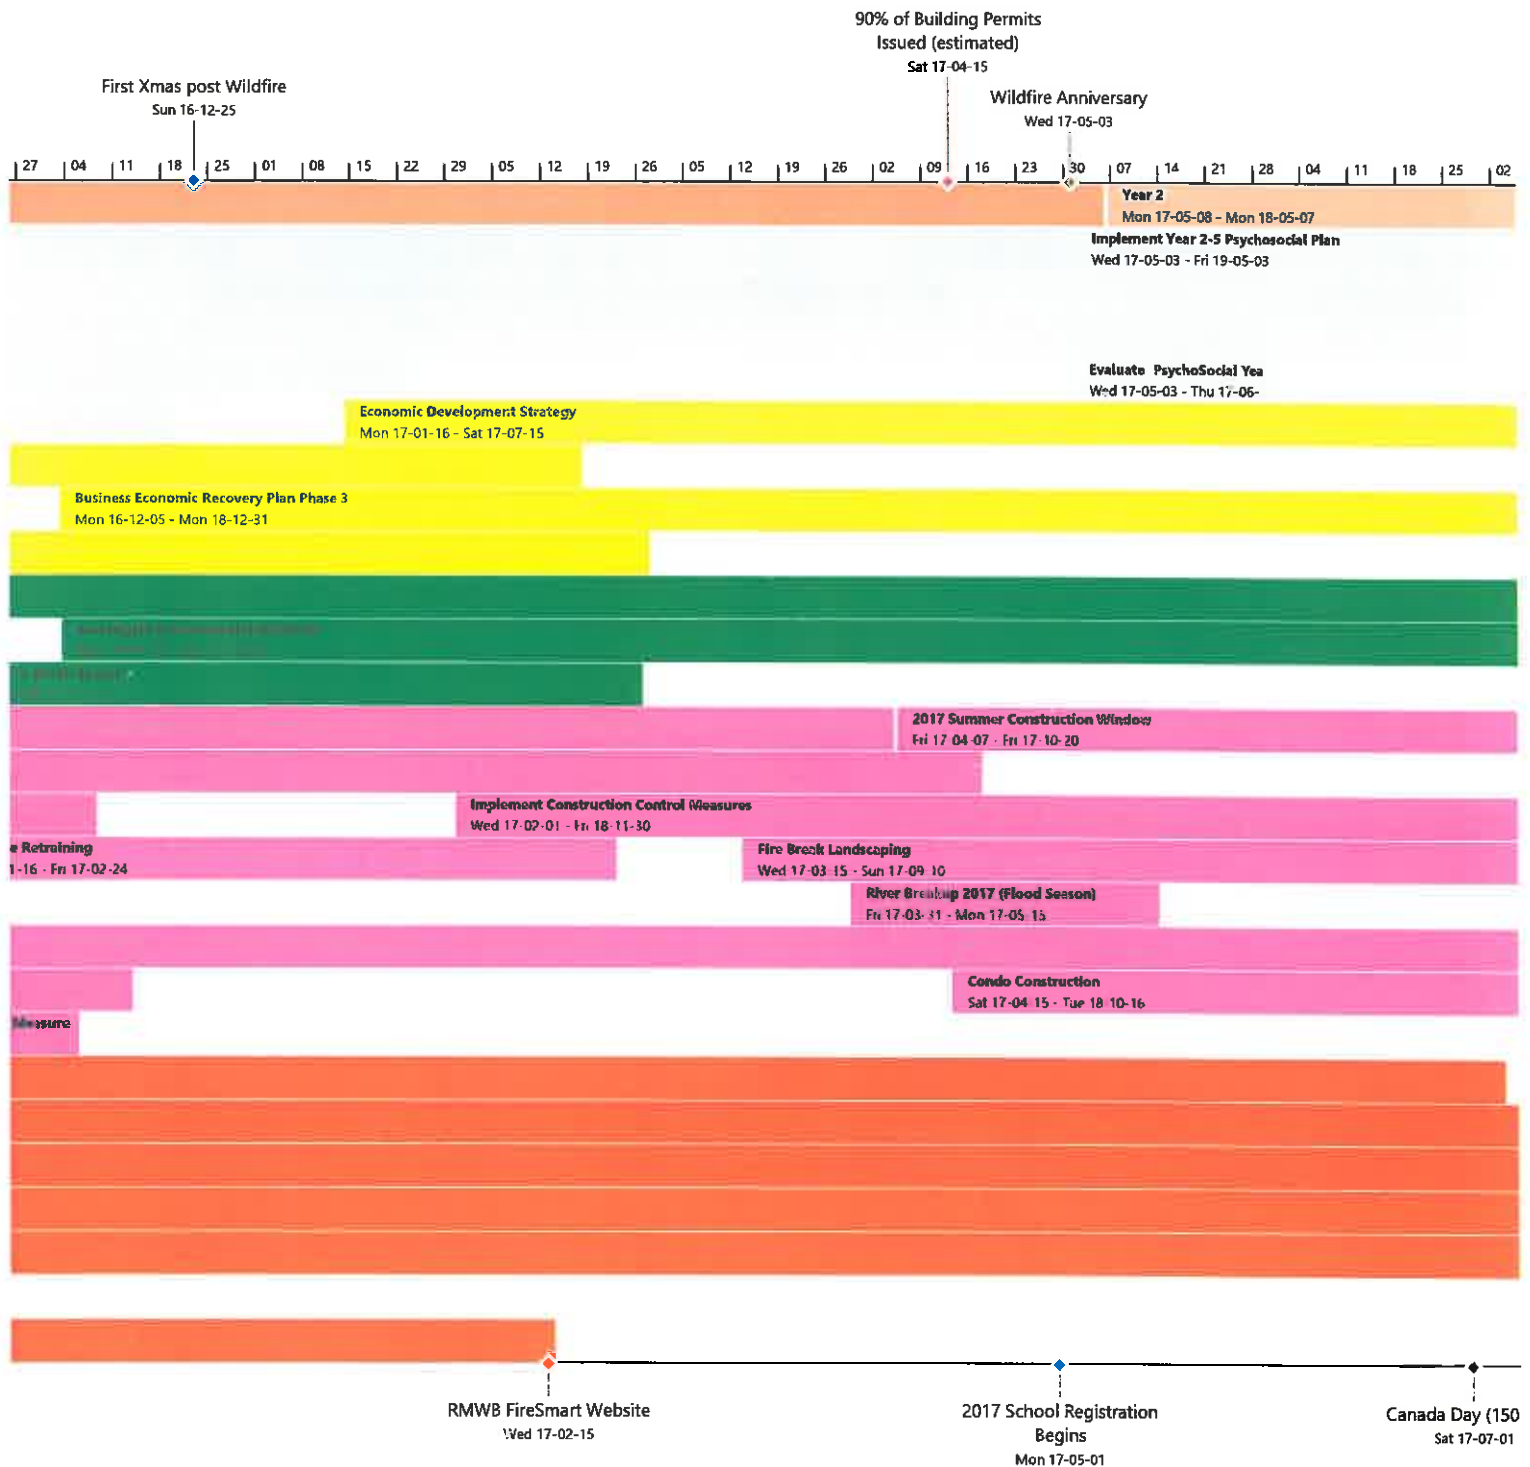 90% of Building Permits
Issued (estimated)
Sat 17-04-15
First Xmas post Wildfire
Sun 16-12-25
Wildfire Anniversary
Wed 17-05-03
27 04 11 18 25 01 08 15 22 29 05 12 19 26 05 12 19 26 02 09 16 23 30 07 14 21 28 04 11 18 25 02
Year 2
Mon 17-05-08 - Mon 18-05-07
Implement Year 2-5 Psychosocial Plan
Wed 17-05-03 - Fri 19-05-03
Evaluate PsychoSocial Yea
Wed 17-05-03 - Thu 17-06-
Economic Development Strategy
Mon 17-01-16 - Sat 17-07-15
Business Economic Recovery Plan Phase 3
Mon 16-12-05 - Mon 18-12-31
2017 Summer Construction Window
Fri 17-04-07 - Fri 17-10-20
Implement Construction Control Measures
Wed 17-02-01 - Fri 18-11-30
e Retraining
1-16 - Fri 17-02-24
Fire Break Landscaping
Wed 17-03-15 - Sun 17-09-10
River Breakup 2017 (Flood Season)
Fri 17-03-31 - Mon 17-05-15
Condo Construction
Sat 17-04-15 - Tue 18-10-16
Measure
RMWB FireSmart Website
Wed 17-02-15
2017 School Registration
Begins
Mon 17-05-01
Canada Day (150
Sat 17-07-01